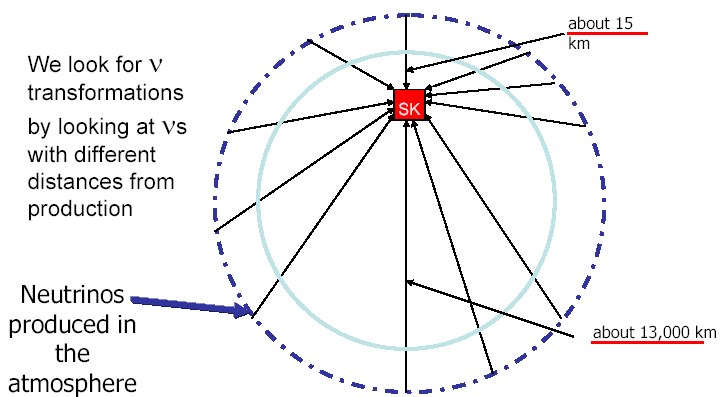 We look for ν
transformations
by looking at νs
with different
distances from
production
about 15
km
SK
Neutrinos
produced in
the
atmosphere
about 13,000 km